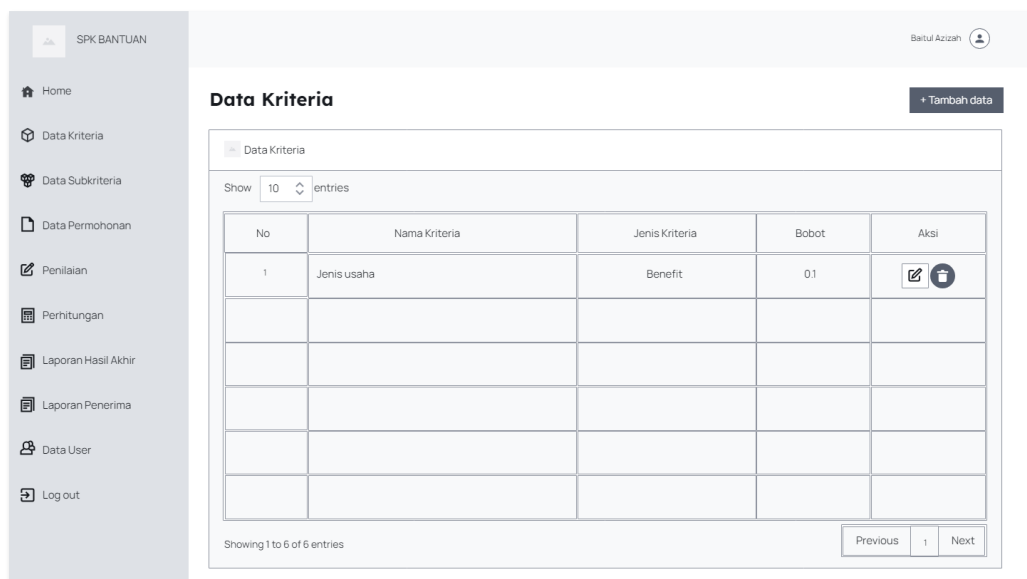 SPK BANTUAN
Baitul Azizah
Home
Data Kriteria
Data Subkriteria
Data Permohonan
Penilaian
Perhitungan
Laporan Hasil Akhir
Laporan Penerima
Data User
Log out
Data Kriteria
+ Tambah data
Data Kriteria
Show 10 entries
No Nama Kriteria Jenis Kriteria Bobot Aksi
1 Jenis usaha Benefit 0.1
Showing 1 to 6 of 6 entries
Previous 1 Next